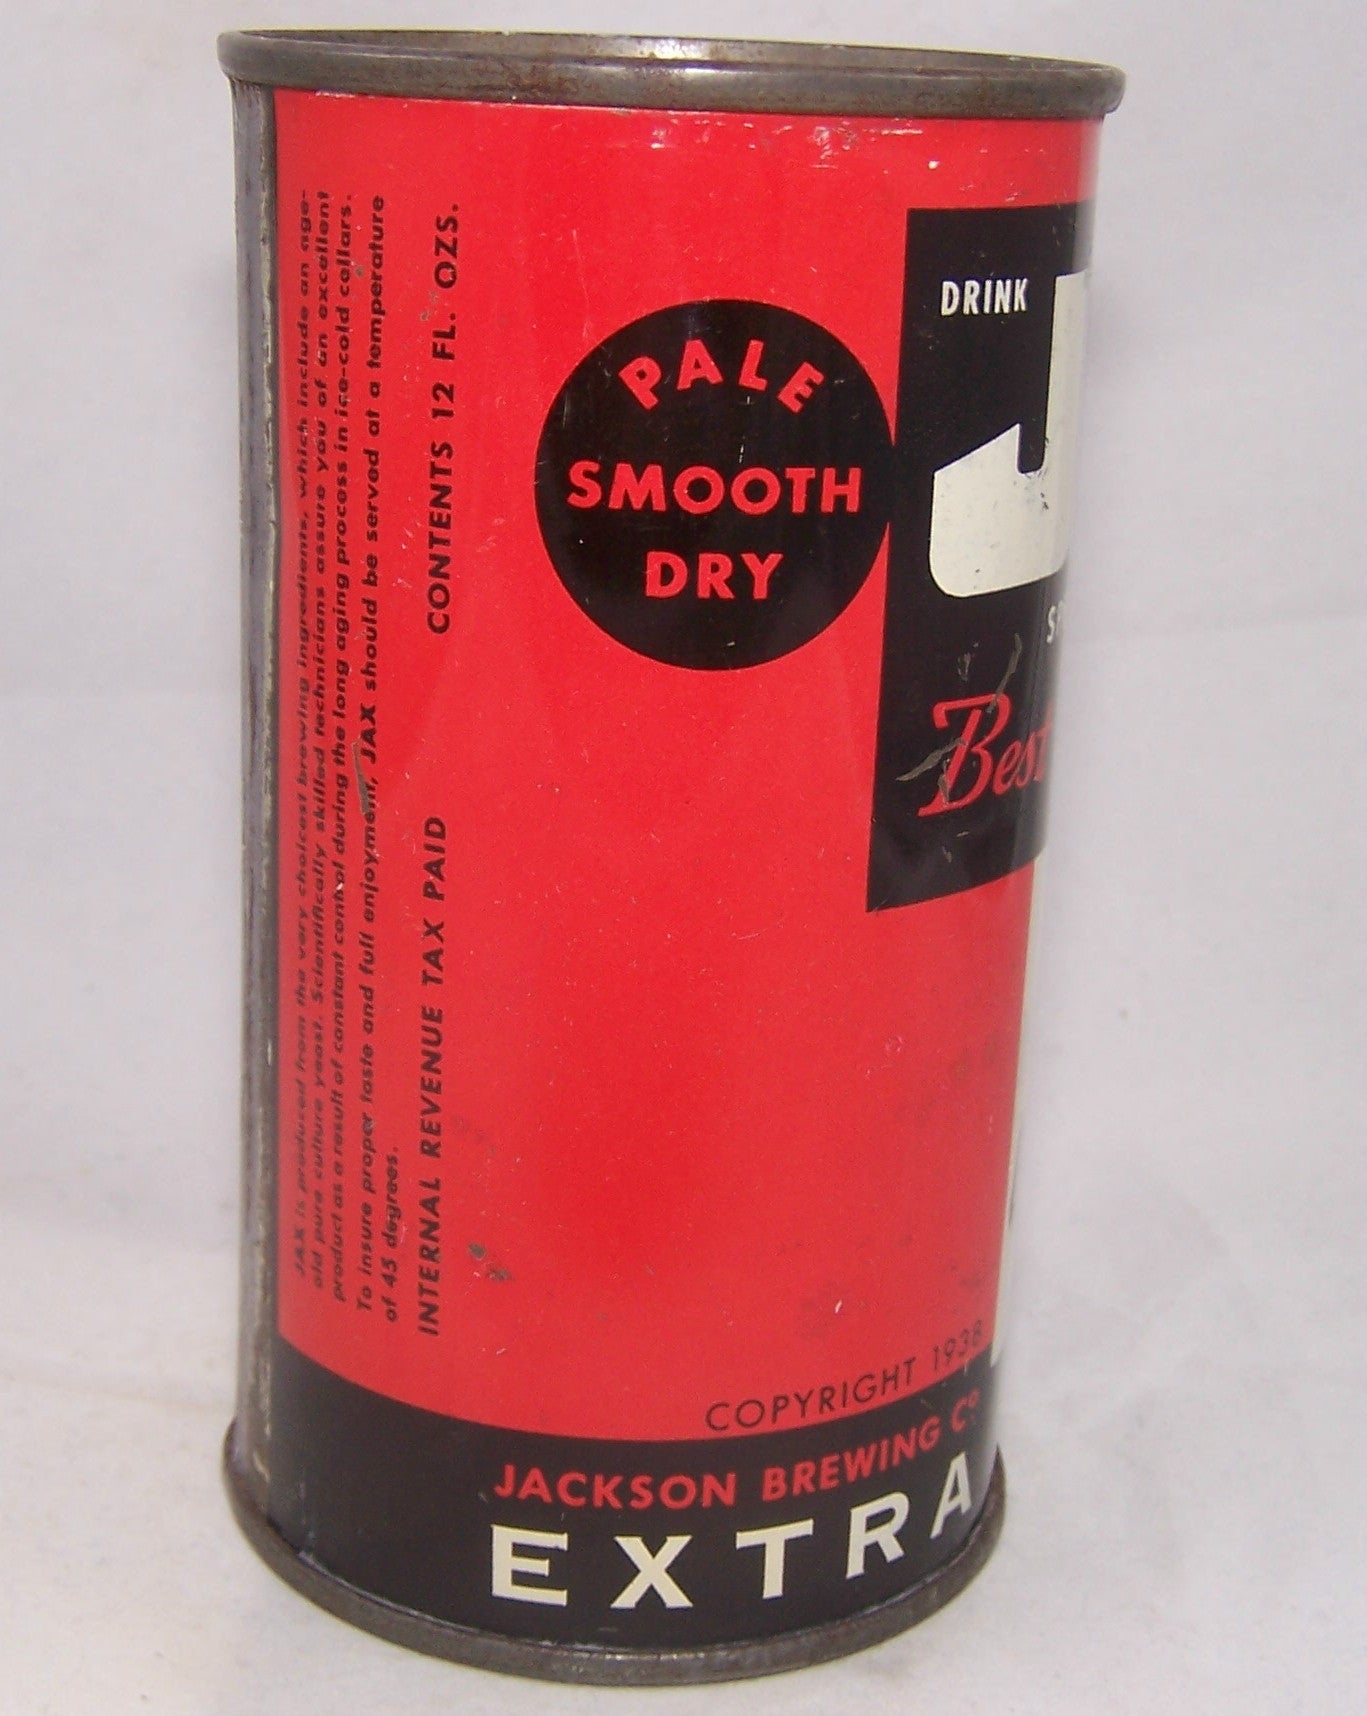 JAX is produced from the very choicest brewing ingredients, which include an age-
old pure culture yeast. Scientifically skilled technicians assure you of an excellent
product as a result of constant control during the long aging process in ice-cold cellars.
To insure proper taste and full enjoyment, JAX should be served at a temperature
of 45 degrees.
INTERNAL REVENUE TAX PAID CONTENTS 12 FL. OZS.
PALE
SMOOTH
DRY
DRINK
J
Best
COPYRIGHT 1938
JACKSON BREWING CO
EXTRA